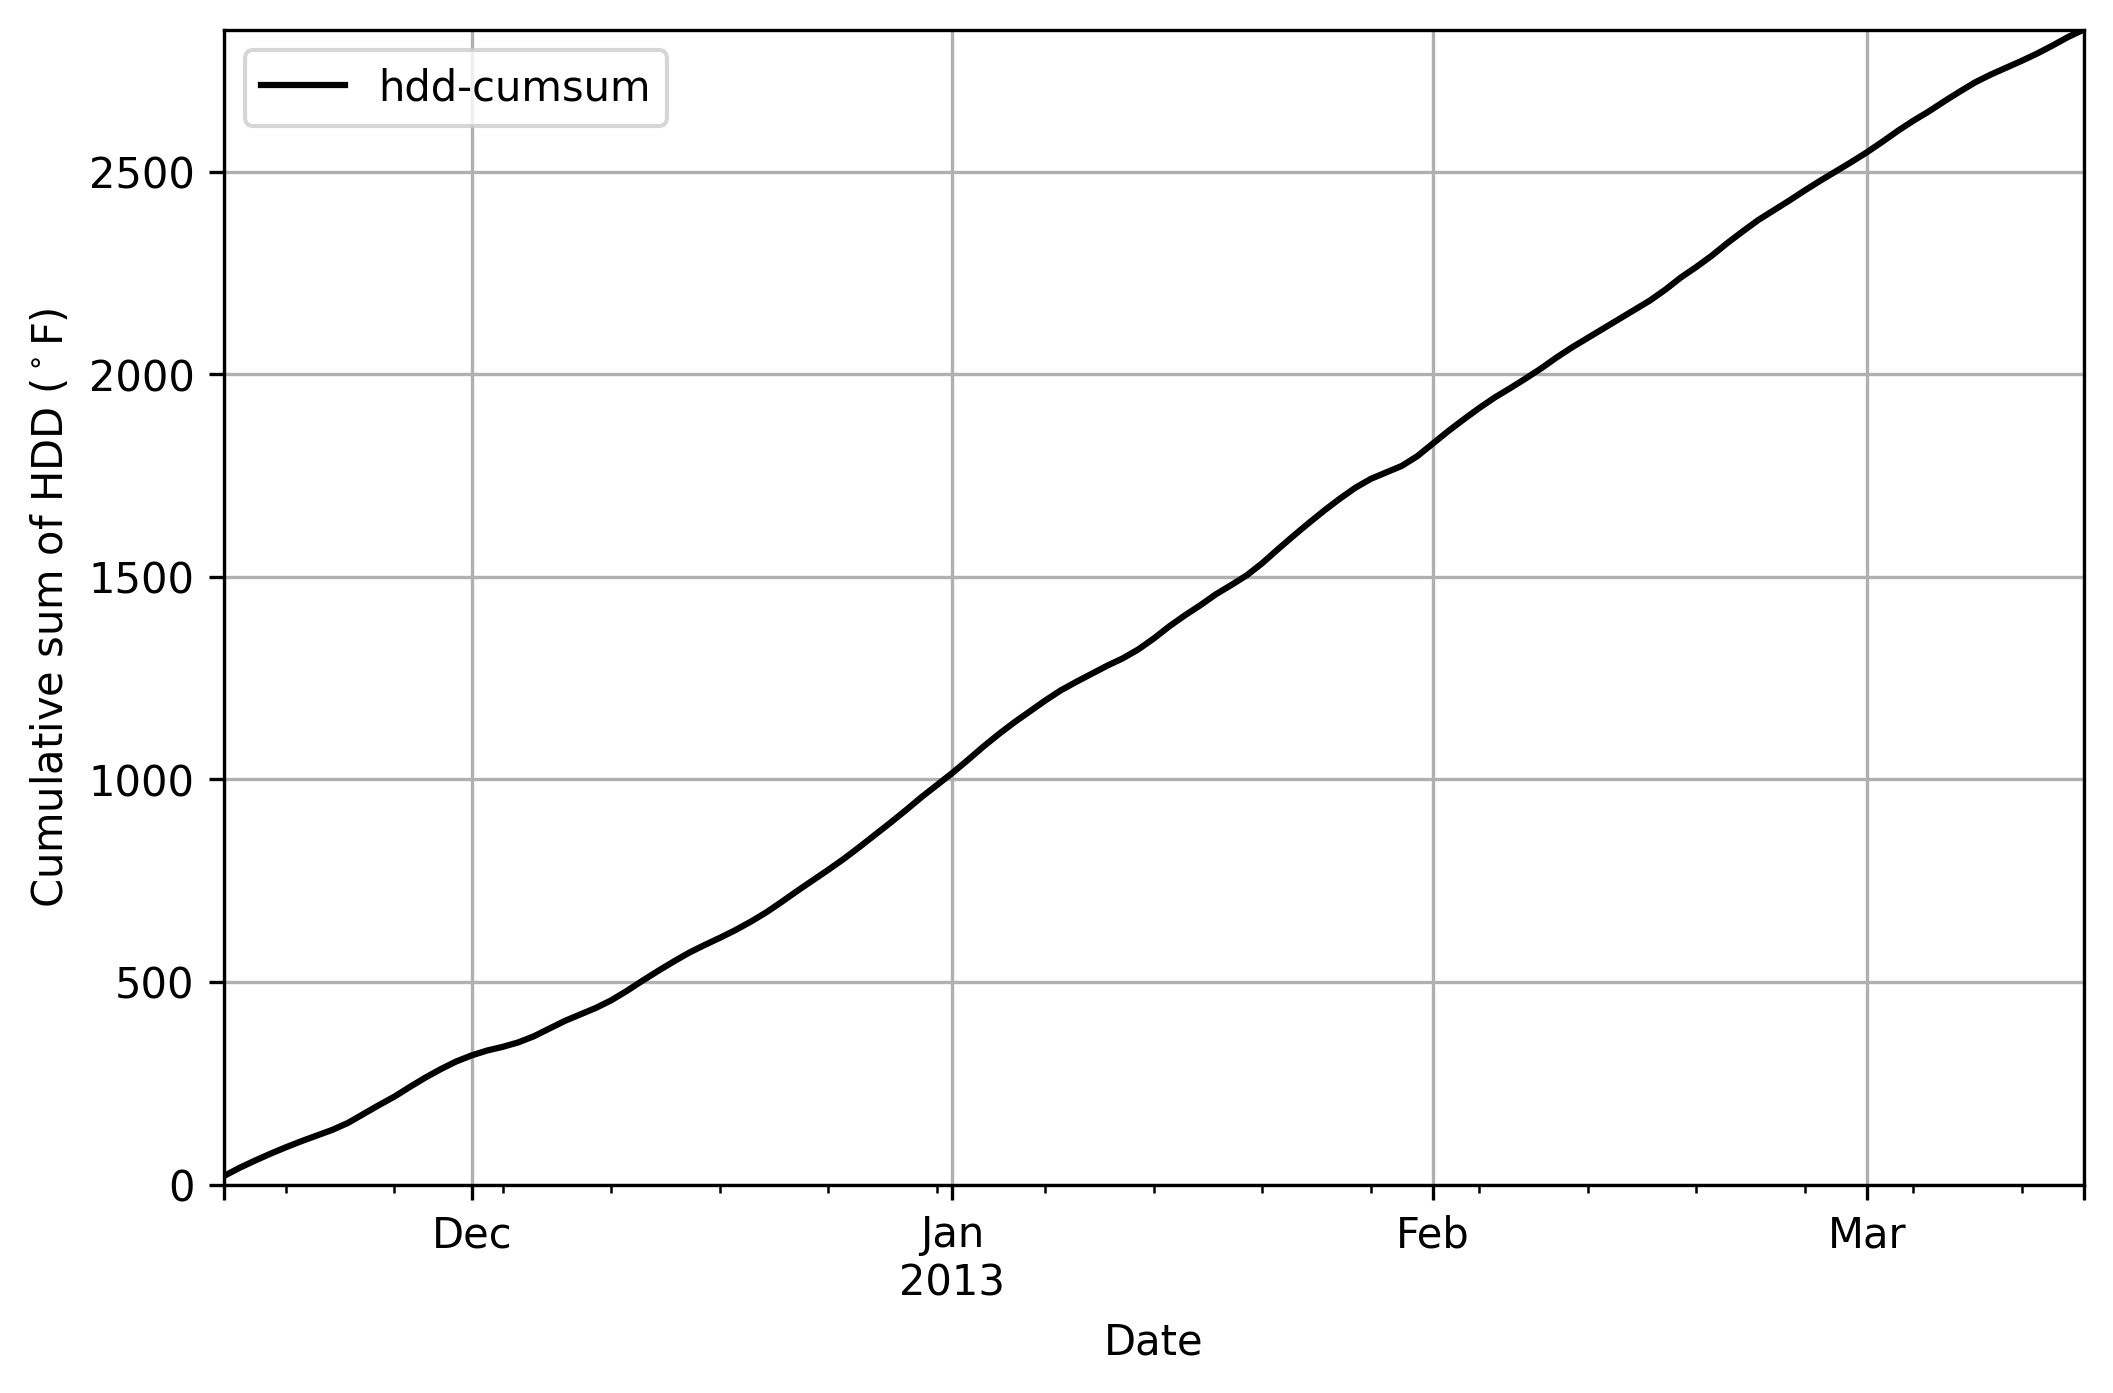 hdd-cumsum
Cumulative sum of HDD (°F)
2500
2000
1500
1000
500
0
Dec
Jan
2013
Feb
Mar
Date